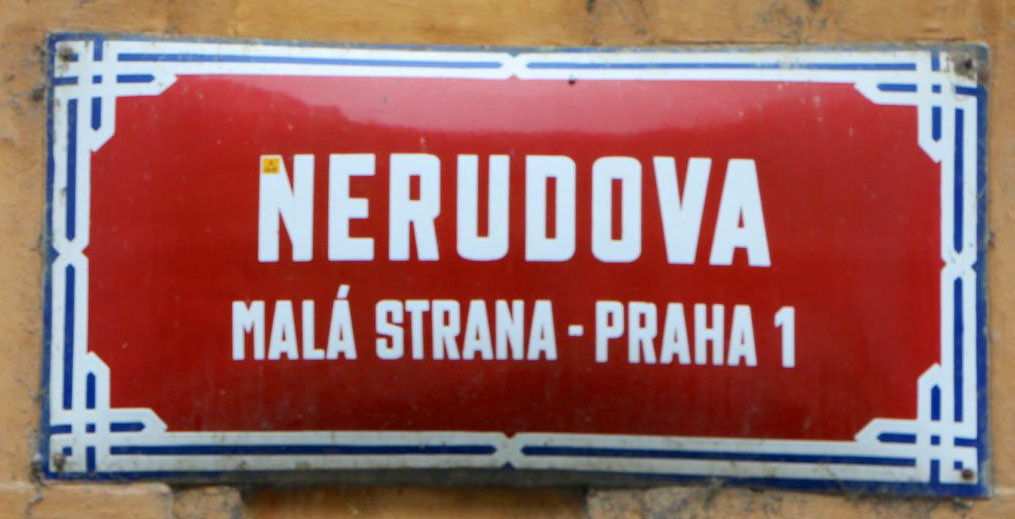 NERUDOVA
MALÁ STRANA - PRAHA 1